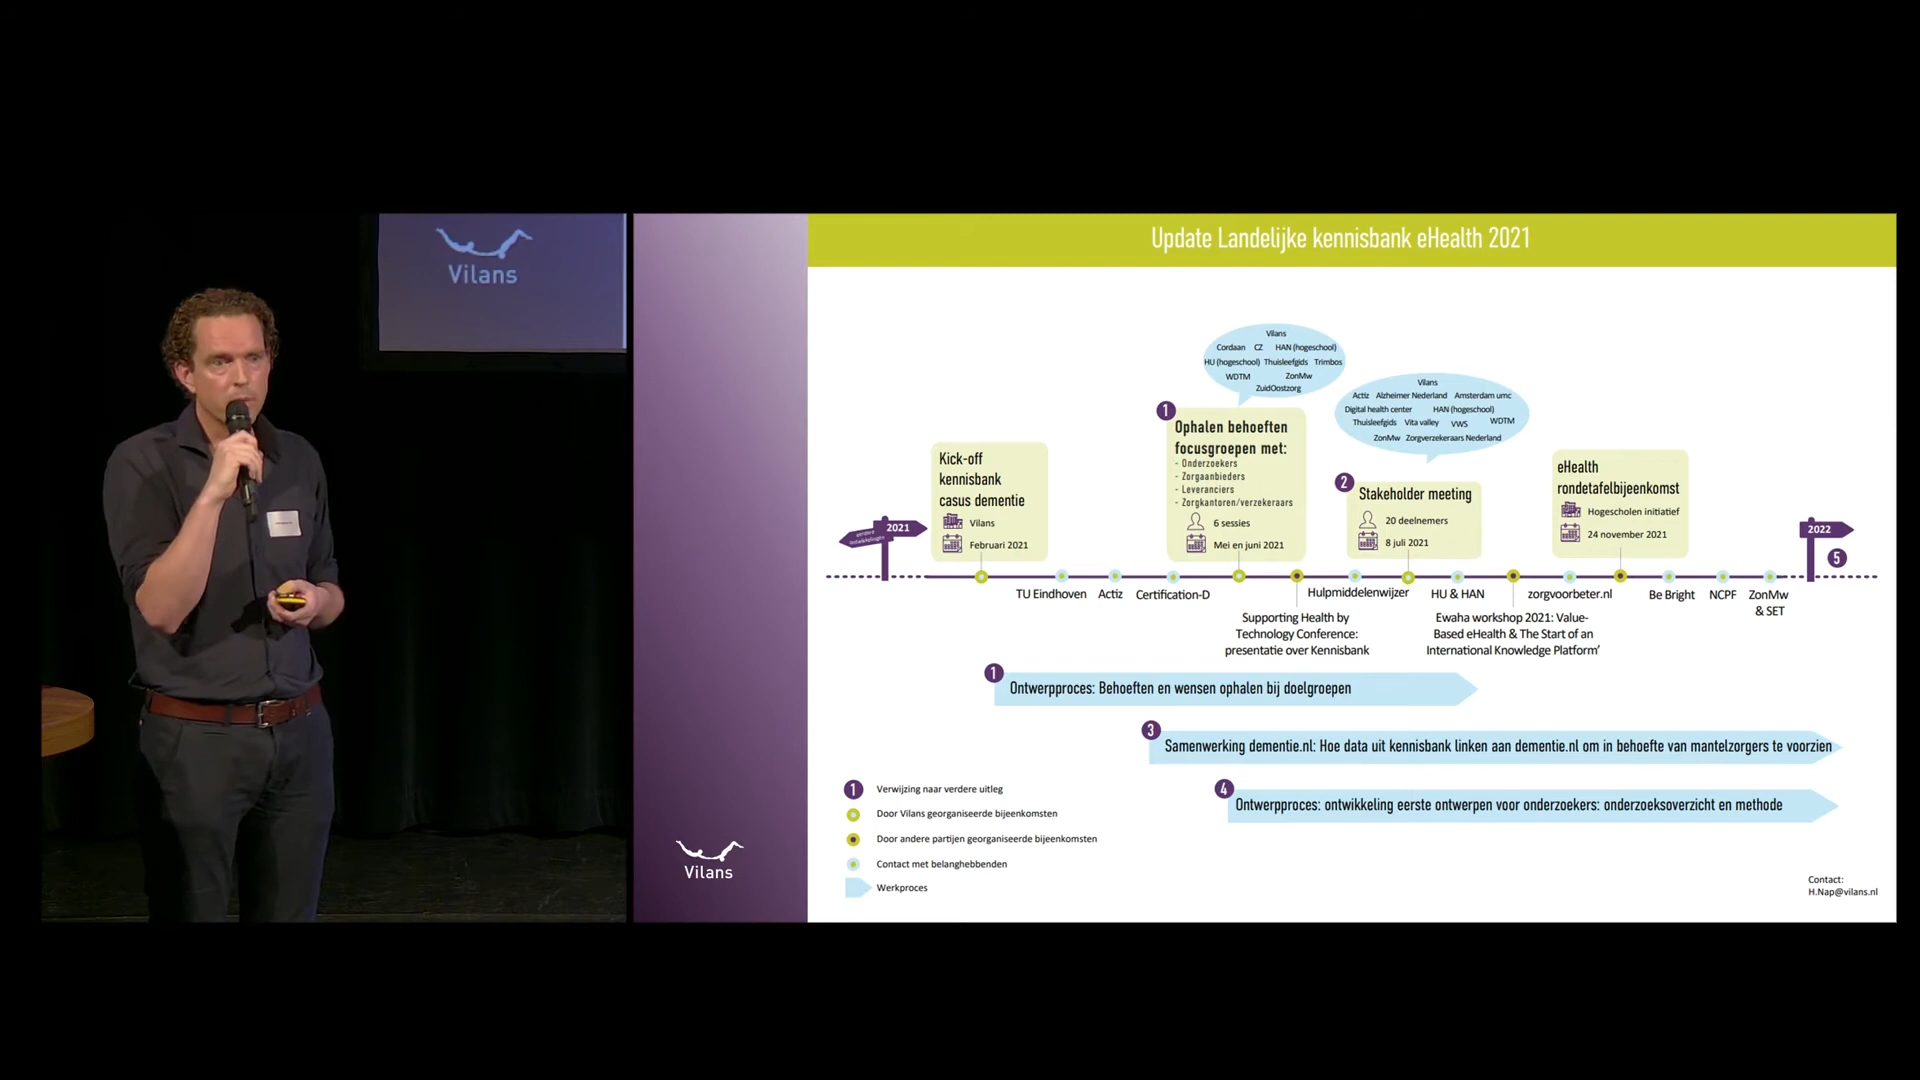 Vilans
Update Landelijke kennisbank eHealth 2021
Vilans
Cordaan CZ HAN (hogeschool)
HU (hogeschool) Thuisleefgids Trimbos
WDTM ZonMw
ZuidOostzorg
Vilans
Actiz Alzheimer Nederland Amsterdam umc
Digital health center HAN (hogeschool)
Thuisleefgids Vita valley VWS WDTM
ZonMw Zorgverzekeraars Nederland
2021
Kick-off
kennisbank
casus dementie
Vilans
Februari 2021
1
Ophalen behoeften
focusgroepen met:
- Onderzoekers
- Zorgaanbieders
- Leveranciers
- Zorgkantoren/verzekeraars
6 sessies
Mei en juni 2021
2
Stakeholder meeting
20 deelnemers
8 juli 2021
eHealth
rondetafelbijeenkomst
Hogescholen initiatief
24 november 2021
2022
5
TU Eindhoven
Actiz
Certification-D
Supporting Health by
Technology Conference:
presentatie over Kennisbank
Hulpmiddelenwijzer
HU & HAN
Ewaha workshop 2021: Value-
Based eHealth & The Start of an
International Knowledge Platform’
zorgvoorbeter.nl
Be Bright
NCPF
ZonMw
& SET
1
Ontwerpproces: Behoeften en wensen ophalen bij doelgroepen
3
Samenwerking dementie.nl: Hoe data uit kennisbank linken aan dementie.nl om in behoefte van mantelzorgers te voorzien
4
Ontwerpproces: ontwikkeling eerste ontwerpen voor onderzoekers: onderzoeksoverzicht en methode
1 Verwijzing naar verdere uitleg
Door Vilans georganiseerde bijeenkomsten
Door andere partijen georganiseerde bijeenkomsten
Contact met belanghebbenden
Werkproces
Vilans
Contact:
H.Nap@vilans.nl